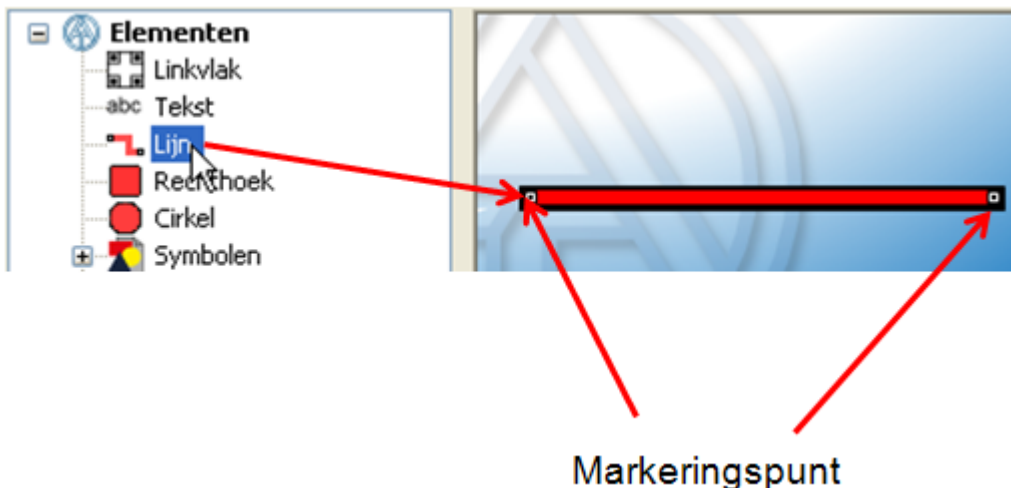 Elementen
Linkvlak
abc Tekst
Lijn
Rechthoek
Cirkel
Symbolen
Markeringspunt